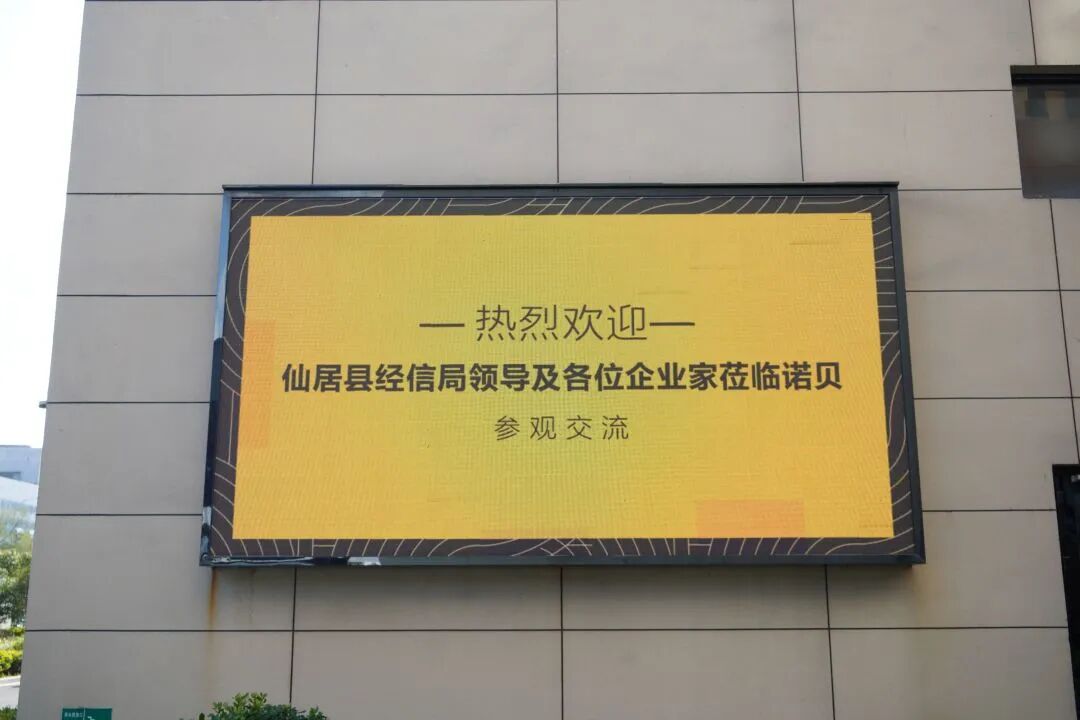 — 热烈欢迎 —
仙居县经信局领导及各位企业家莅临诺贝
参观交流